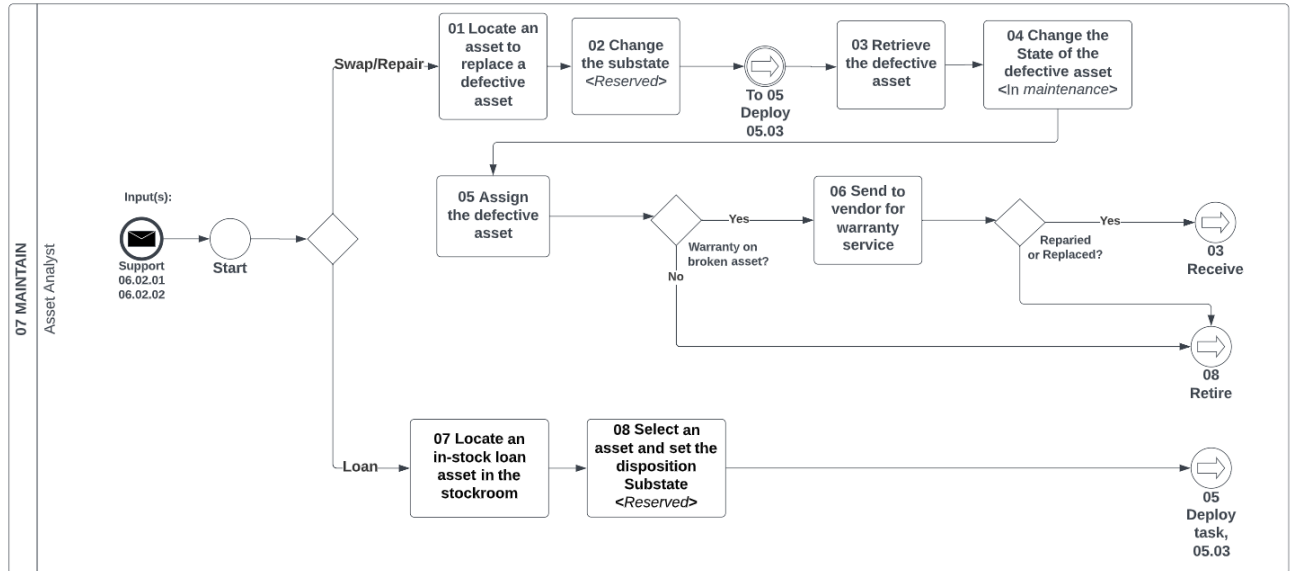 07 MAINTAIN
Asset Analyst
Input(s):
Support
06.02.01
06.02.02
Start
Swap/Repair
01 Locate an
asset to
replace a
defective
asset
02 Change
the substate
<Reserved>
To 05
Deploy
05.03
03 Retrieve
the defective
asset
04 Change the
State of the
defective asset
<In maintenance>
05 Assign
the defective
asset
Warranty on
broken asset?
Yes
No
06 Send to
vendor for
warranty
service
Reparied
or Replaced?
Yes
03
Receive
08
Retire
Loan
07 Locate an
in-stock loan
asset in the
stockroom
08 Select an
asset and set the
disposition
Substate
<Reserved>
05
Deploy
task,
05.03